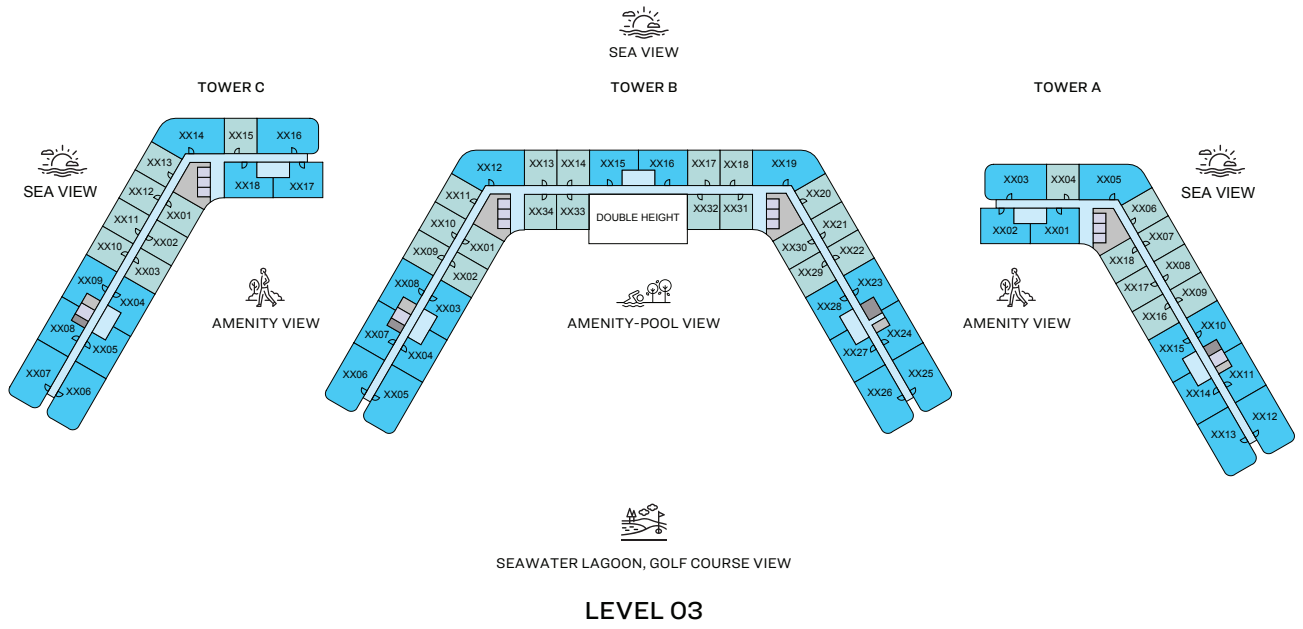 SEA VIEW
TOWER C
TOWER B
TOWER A
XX14
XX15
XX16
XX13
XX12
XX11
XX10
XX09
XX08
XX07
XX18
XX17
XX01
XX02
XX03
XX04
XX05
XX06
SEA VIEW
AMENITY VIEW
XX12
XX13
XX14
XX15
XX16
XX17
XX18
XX19
XX11
XX10
XX09
XX08
XX07
XX06
XX34
XX33
DOUBLE HEIGHT
XX32
XX31
XX01
XX02
XX03
XX04
XX05
XX20
XX21
XX22
XX23
XX24
XX25
XX30
XX29
XX28
XX27
XX26
AMENITY-POOL VIEW
XX03
XX04
XX05
XX02
XX01
XX06
XX07
XX08
XX09
XX10
XX11
XX12
XX18
XX17
XX16
XX15
XX14
XX13
SEA VIEW
AMENITY VIEW
SEAWATER LAGOON, GOLF COURSE VIEW
LEVEL 03